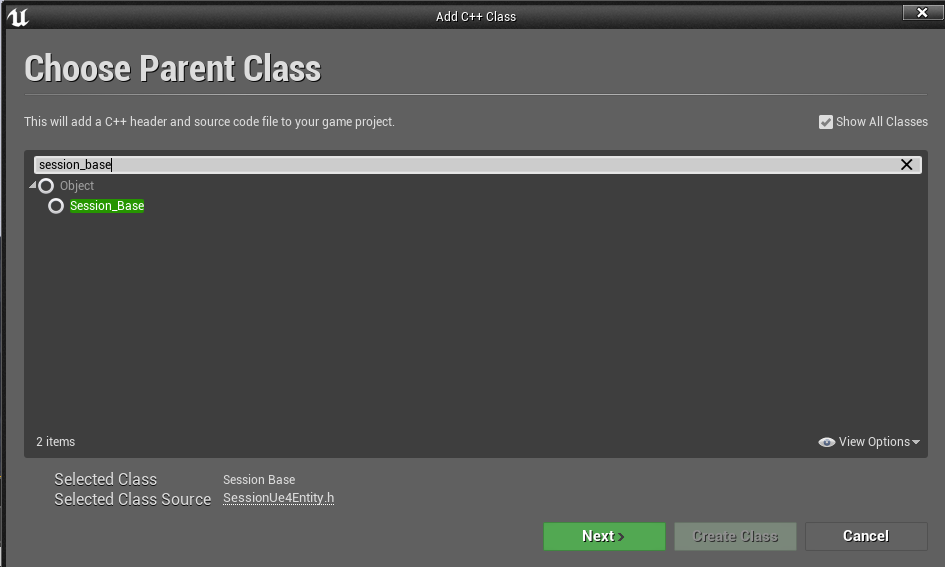 Add C++ Class
Choose Parent Class
This will add a C++ header and source code file to your game project.
Show All Classes
session_base
Object
Session_Base
2 items
View Options
Selected Class Session Base
Selected Class Source SessionUe4Entity.h
Next >
Create Class
Cancel